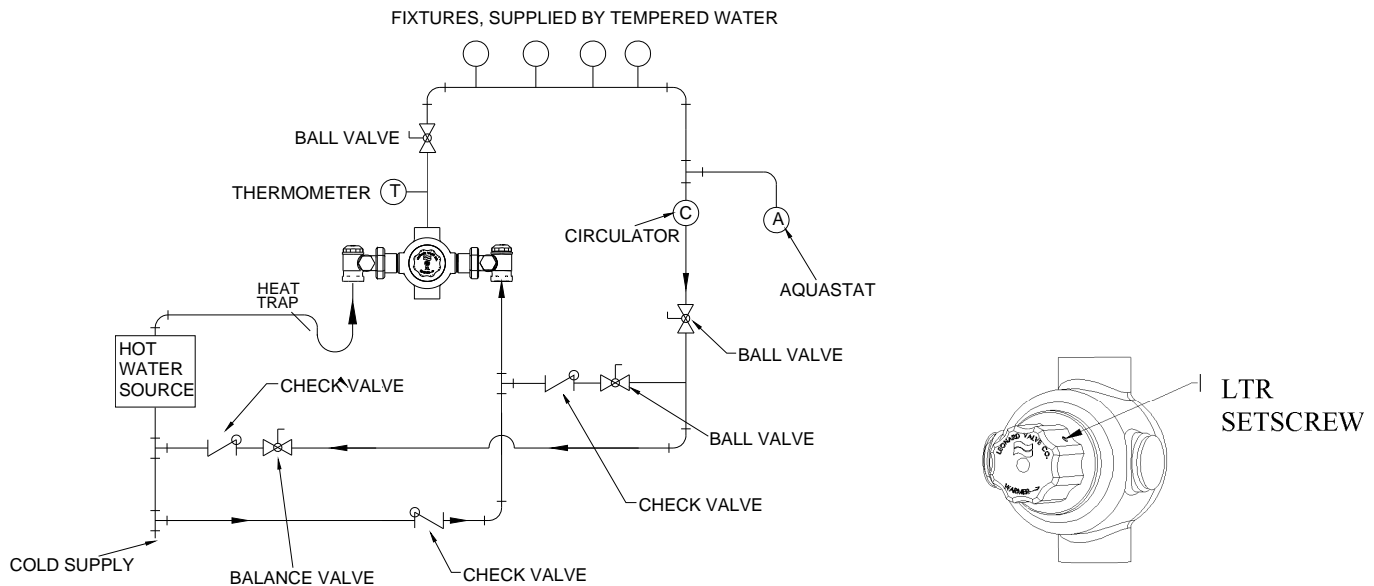 FIXTURES, SUPPLIED BY TEMPERED WATER
BALL VALVE
THERMOMETER
T
C
CIRCULATOR
A
AQUASTAT
HEAT
TRAP
HOT
WATER
SOURCE
CHECK VALVE
BALL VALVE
BALL VALVE
CHECK VALVE
COLD SUPPLY
BALANCE VALVE
CHECK VALVE
LTR
SETSCREW
LEONARD VALVE CO.
WARMER